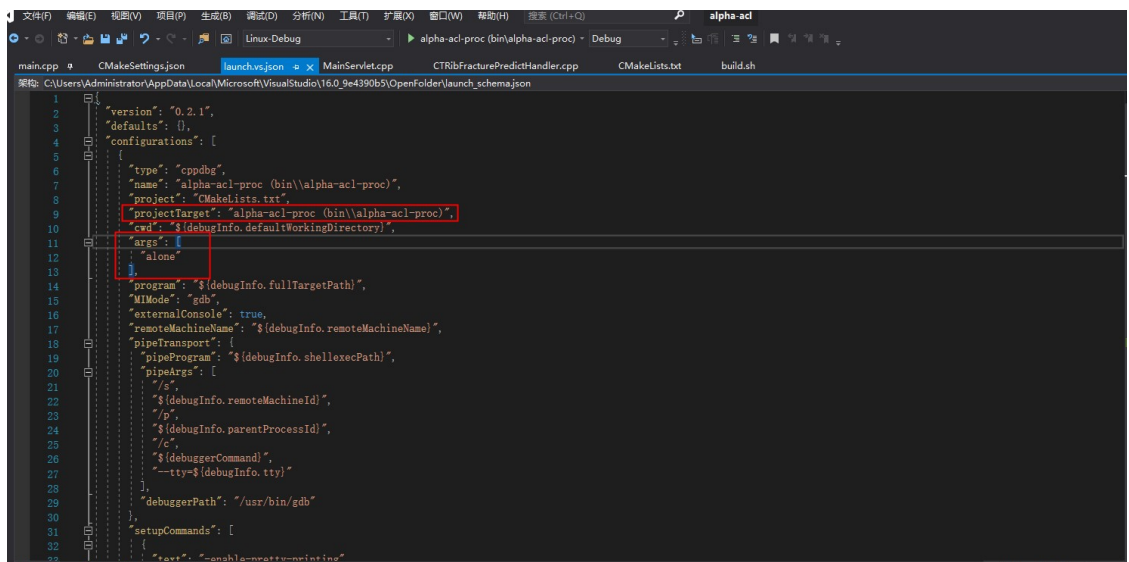 文件(F) 编辑(E) 视图(V) 项目(P) 生成(B) 调试(D) 分析(N) 工具(T) 扩展(X) 窗口(W) 帮助(H) 搜索 (Ctrl+Q) alpha-acl
Linux-Debug alpha-acl-proc (bin\alpha-acl-proc) Debug
main.cpp CMakeSettings.json launch.vs.json MainServlet.cpp CTRibFracturePredictHandler.cpp CMakeLists.txt build.sh
架构: C:\Users\Administrator\AppData\Local\Microsoft\VisualStudio\16.0_9e4390b5\OpenFolder\launch_schema.json
1 {
2 "version": "0.2.1",
3 "defaults": {},
4 "configurations": [
5 {
6 "type": "cppdbg",
7 "name": "alpha-acl-proc (bin\\alpha-acl-proc)",
8 "project": "CMakeLists.txt",
9 "projectTarget": "alpha-acl-proc (bin\\alpha-acl-proc)",
10 "cwd": "${debugInfo.defaultWorkingDirectory}",
11 "args": [
12 "alone"
13 ],
14 "program": "${debugInfo.fullTargetPath}",
15 "MIMode": "gdb",
16 "externalConsole": true,
17 "remoteMachineName": "${debugInfo.remoteMachineName}",
18 "pipeTransport": {
19 "pipeProgram": "${debugInfo.shellexecPath}",
20 "pipeArgs": [
21 "/s",
22 "${debugInfo.remoteMachineId}",
23 "/p",
24 "${debugInfo.parentProcessId}",
25 "/c",
26 "${debuggerCommand}",
27 "--tty=${debugInfo.tty}"
28 ],
29 "debuggerPath": "/usr/bin/gdb"
30 },
31 "setupCommands": [
32 {
33 "text": "-enable-pretty-printing"